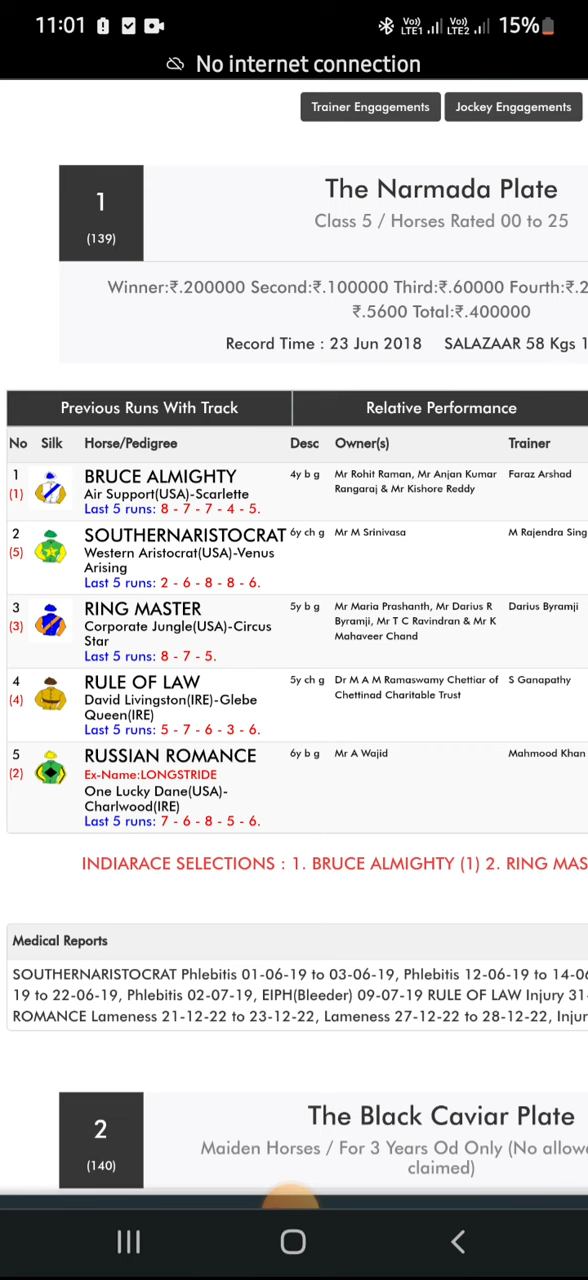 11:01 Vo)) LTE1 Vo)) LTE2 15%
No internet connection
Trainer Engagements Jockey Engagements
1
(139)
The Narmada Plate
Class 5 / Horses Rated 00 to 25
Winner:₹.200000 Second:₹.100000 Third:₹.60000 Fourth:₹.2
₹.5600 Total:₹.400000
Record Time : 23 Jun 2018 SALAZAAR 58 Kgs 1
Previous Runs With Track Relative Performance
No Silk Horse/Pedigree Desc Owner(s) Trainer
1 BRUCE ALMIGHTY 4y b g Mr Rohit Raman, Mr Anjan Kumar Faraz Arshad
(1) Air Support(USA)-Scarlette Rangaraj & Mr Kishore Reddy
Last 5 runs: 8 - 7 - 7 - 4 - 5.
2 SOUTHERNARISTOCRAT 6y ch g Mr M Srinivasa M Rajendra Sing
(5) Western Aristocrat(USA)-Venus
Arising
Last 5 runs: 2 - 6 - 8 - 8 - 6.
3 RING MASTER 5y b g Mr Maria Prashanth, Mr Darius R Darius Byramji
(3) Corporate Jungle(USA)-Circus Byramji, Mr T C Ravindran & Mr K
Star Mahaveer Chand
Last 5 runs: 8 - 7 - 5.
4 RULE OF LAW 5y ch g Dr M A M Ramaswamy Chettiar of S Ganapathy
(4) David Livingston(IRE)-Glebe Chettinad Charitable Trust
Queen(IRE)
Last 5 runs: 5 - 7 - 6 - 3 - 6.
5 RUSSIAN ROMANCE 6y b g Mr A Wajid Mahmood Khan
(2) Ex-Name:LONGSTRIDE
One Lucky Dane(USA)-
Charlwood(IRE)
Last 5 runs: 7 - 6 - 8 - 5 - 6.
INDIARACE SELECTIONS : 1. BRUCE ALMIGHTY (1) 2. RING MAS
Medical Reports
SOUTHERNARISTOCRAT Phlebitis 01-06-19 to 03-06-19, Phlebitis 12-06-19 to 14-06
19 to 22-06-19, Phlebitis 02-07-19, EIPH(Bleeder) 09-07-19 RULE OF LAW Injury 31-
ROMANCE Lameness 21-12-22 to 23-12-22, Lameness 27-12-22 to 28-12-22, Injur
2
(140)
The Black Caviar Plate
Maiden Horses / For 3 Years Od Only (No allow
claimed)